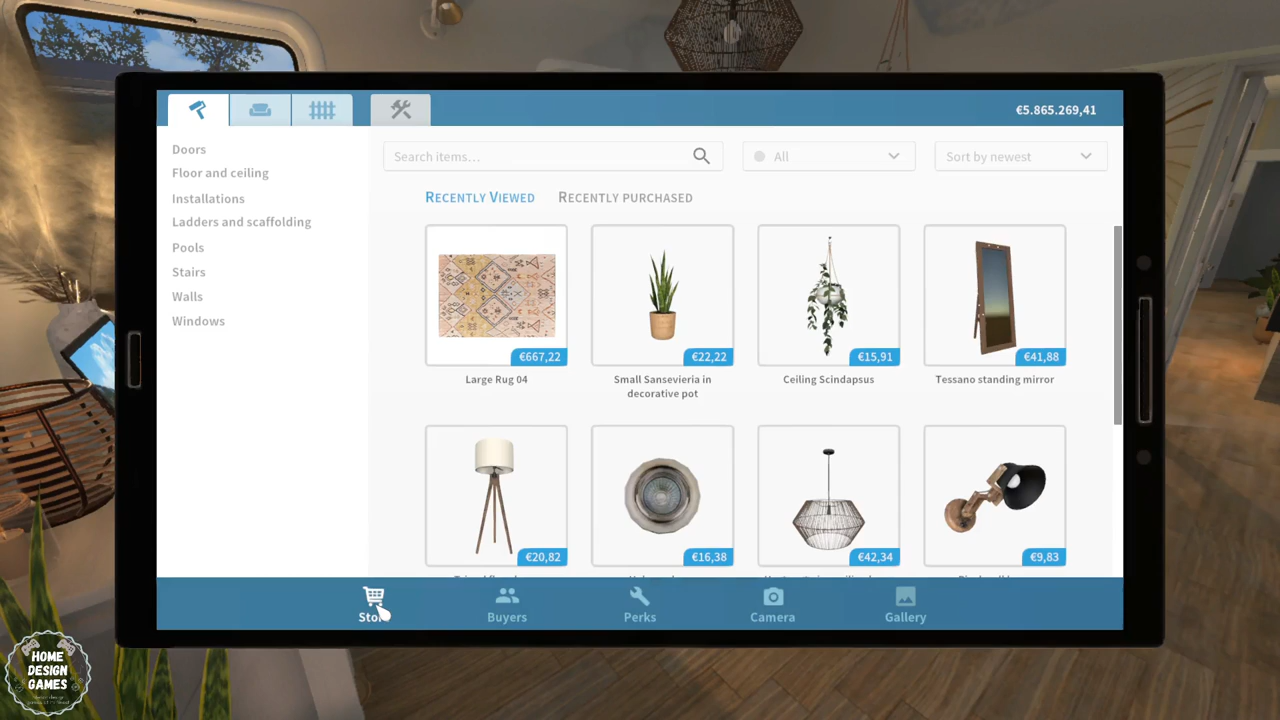 €5.865.269,41
Doors
Floor and ceiling
Installations
Ladders and scaffolding
Pools
Stairs
Walls
Windows
Search items...
All
Sort by newest
RECENTLY VIEWED
RECENTLY PURCHASED
€667,22
€22,22
€15,91
€41,88
Large Rug 04
Small Sansevieria in
decorative pot
Ceiling Scindapsus
Tessano standing mirror
€20,82
€16,38
€42,34
€9,83
Store
Buyers
Perks
Camera
Gallery
HOME
DESIGN
GAMES